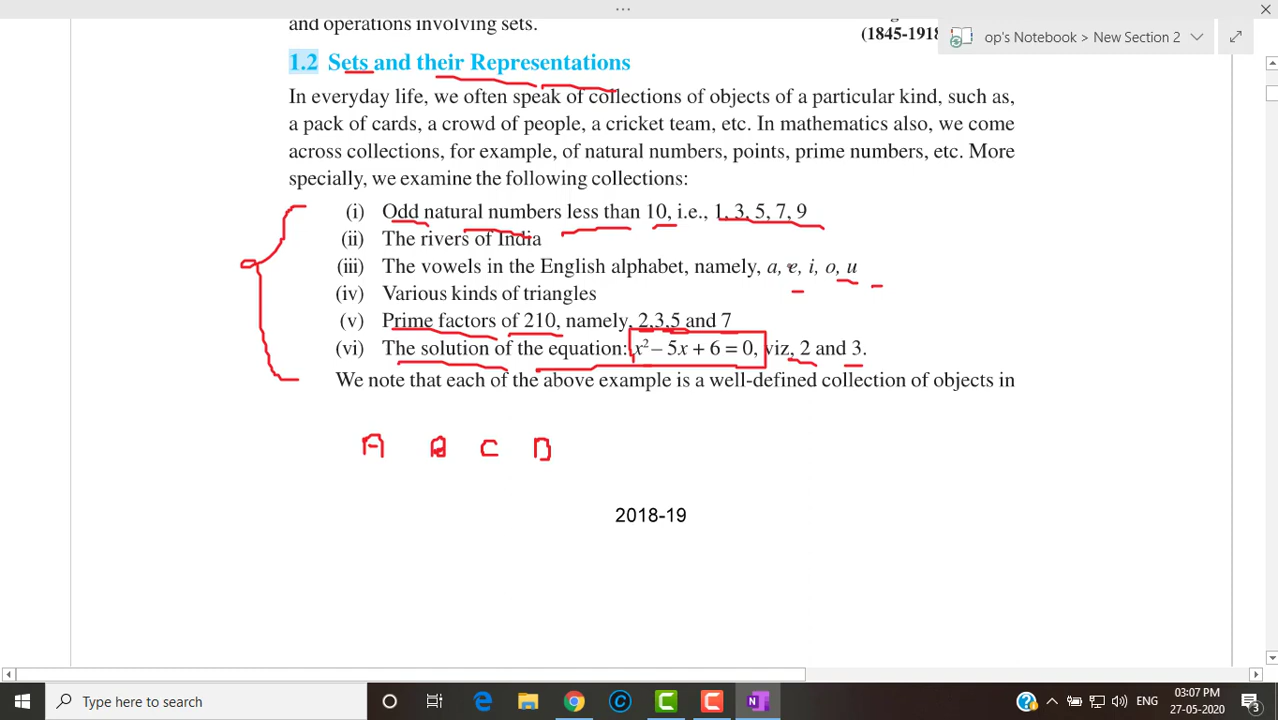 and operations involving sets.
(1845-1918
op's Notebook > New Section 2
1.2 Sets and their Representations
In everyday life, we often speak of collections of objects of a particular kind, such as,
a pack of cards, a crowd of people, a cricket team, etc. In mathematics also, we come
across collections, for example, of natural numbers, points, prime numbers, etc. More
specially, we examine the following collections:
(i) Odd natural numbers less than 10, i.e., 1, 3, 5, 7, 9
(ii) The rivers of India
(iii) The vowels in the English alphabet, namely, a, e, i, o, u
(iv) Various kinds of triangles
(v) Prime factors of 210, namely, 2,3,5 and 7
(vi) The solution of the equation: x² – 5x + 6 = 0, viz, 2 and 3.
We note that each of the above example is a well-defined collection of objects in
A B C D
2018-19
Type here to search
ENG
03:07 PM
27-05-2020
3